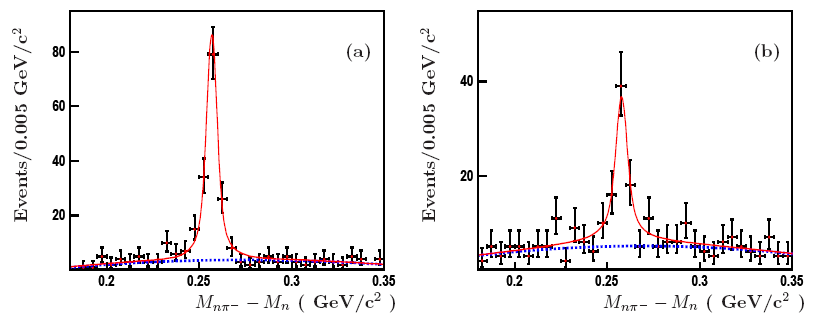 Events/0.005 GeV/c²
80
60
40
20
(a)
0.2 0.25 0.3 0.35
M_{nπ⁻} − M_n ( GeV/c² )
Events/0.005 GeV/c²
40
20
(b)
0.2 0.25 0.3 0.35
M_{nπ⁻} − M_n ( GeV/c² )